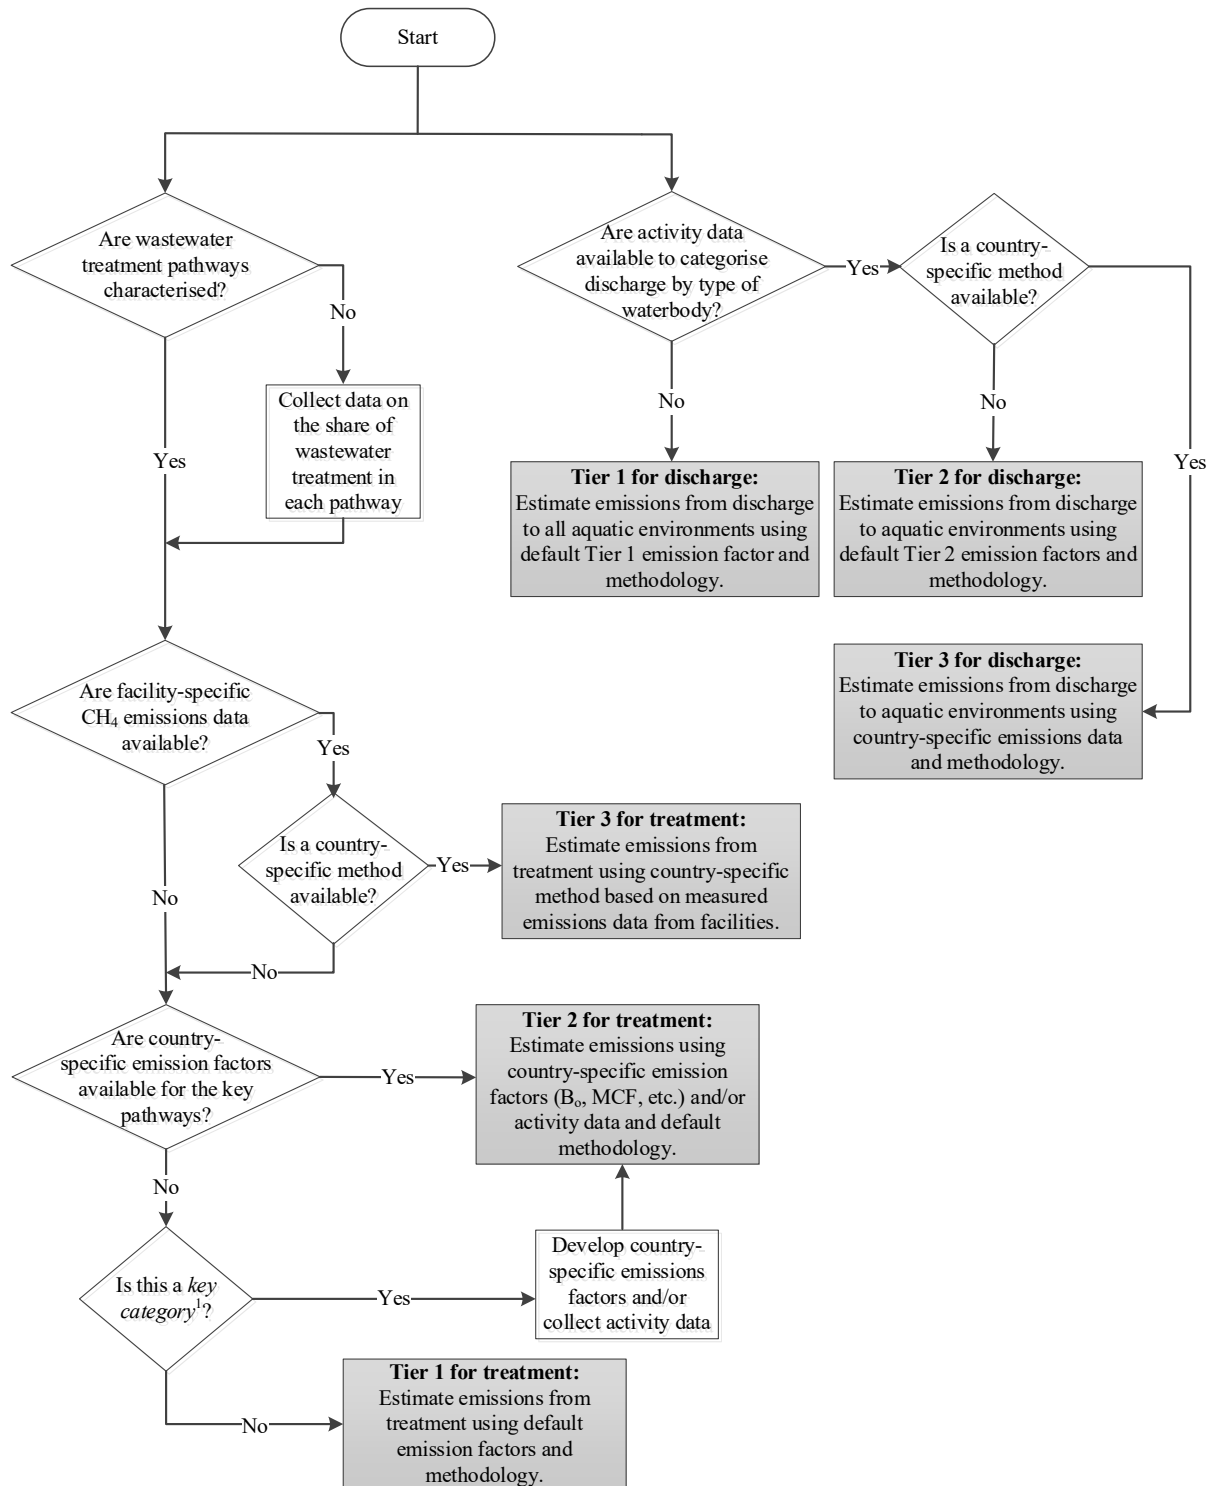 Start
Are wastewater
treatment pathways
characterised?
No
Collect data on
the share of
wastewater
treatment in
each pathway
Yes
Are activity data
available to categorise
discharge by type of
waterbody?
Yes
Is a country-
specific method
available?
No
Tier 1 for discharge:
Estimate emissions from discharge
to all aquatic environments using
default Tier 1 emission factor and
methodology.
No
Tier 2 for discharge:
Estimate emissions from discharge
to aquatic environments using
default Tier 2 emission factors and
methodology.
Yes
Tier 3 for discharge:
Estimate emissions from discharge
to aquatic environments using
country-specific emissions data
and methodology.
Are facility-specific
CH₄ emissions data
available?
Yes
Is a country-
specific method
available?
Yes
Tier 3 for treatment:
Estimate emissions from
treatment using country-specific
method based on measured
emissions data from facilities.
No
No
Are country-
specific emission factors
available for the key
pathways?
Yes
Tier 2 for treatment:
Estimate emissions using
country-specific emission
factors (Bₒ, MCF, etc.) and/or
activity data and default
methodology.
No
Is this a key
category¹?
Yes
Develop country-
specific emissions
factors and/or
collect activity data
No
Tier 1 for treatment:
Estimate emissions from
treatment using default
emission factors and
methodology.